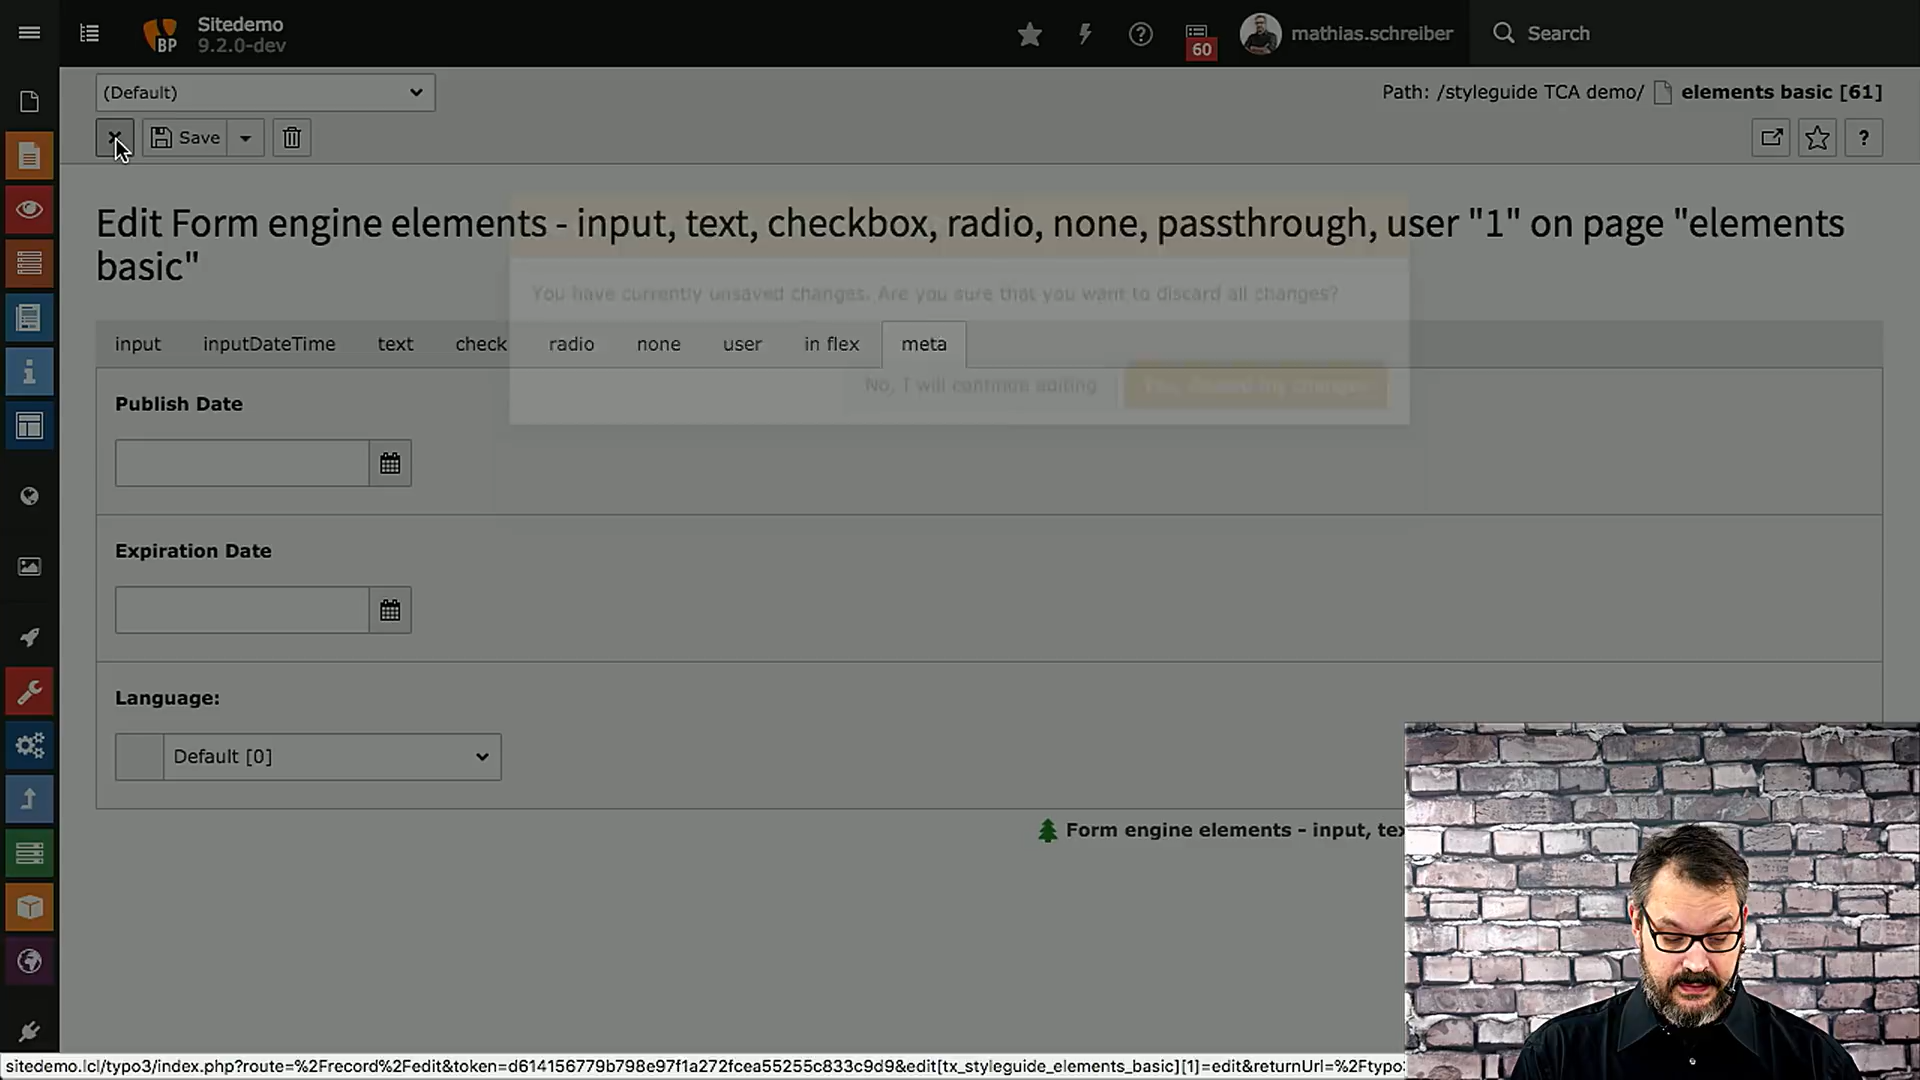 Sitedemo
9.2.0-dev
BP
60
mathias.schreiber
Search
(Default)
Path: /styleguide TCA demo/ elements basic [61]
Save
?
Edit Form engine elements - input, text, checkbox, radio, none, passthrough, user "1" on page "elements
basic"
You have currently unsaved changes. Are you sure that you want to discard all changes?
input inputDateTime text check radio none user in flex meta
No, I will continue editing
Publish Date
Expiration Date
Language:
Default [0]
Form engine elements - input, tex
sitedemo.lcl/typo3/index.php?route=%2Frecord%2Fedit&token=d614156779b798e97f1a272fcea55255c833c9d9&edit[tx_styleguide_elements_basic][1]=edit&returnUrl=%2Ftypo